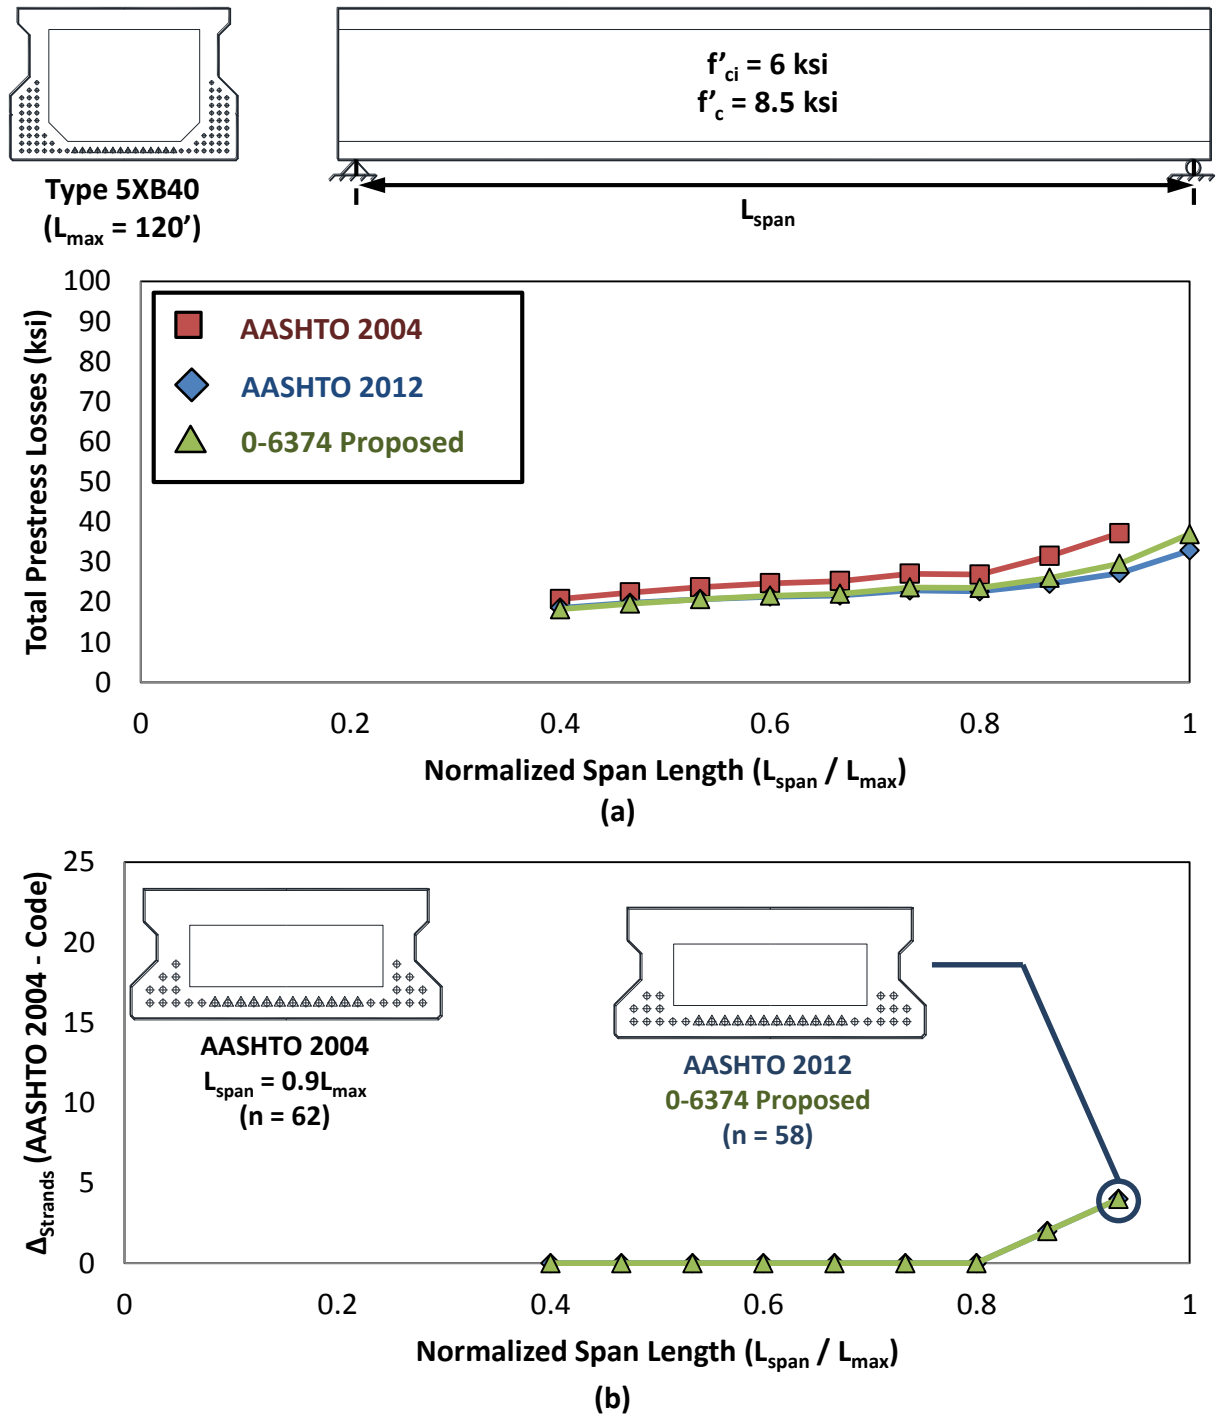 f'ci = 6 ksi
f'c = 8.5 ksi
Type 5XB40
(Lmax = 120')
Lspan
Total Prestress Losses (ksi)
100
90
80
70
60
50
40
30
20
10
0
AASHTO 2004
AASHTO 2012
0-6374 Proposed
0
0.2
0.4
0.6
0.8
1
Normalized Span Length (Lspan / Lmax)
(a)
ΔStrands (AASHTO 2004 - Code)
25
20
15
10
5
0
AASHTO 2004
Lspan = 0.9Lmax
(n = 62)
AASHTO 2012
0-6374 Proposed
(n = 58)
0
0.2
0.4
0.6
0.8
1
Normalized Span Length (Lspan / Lmax)
(b)